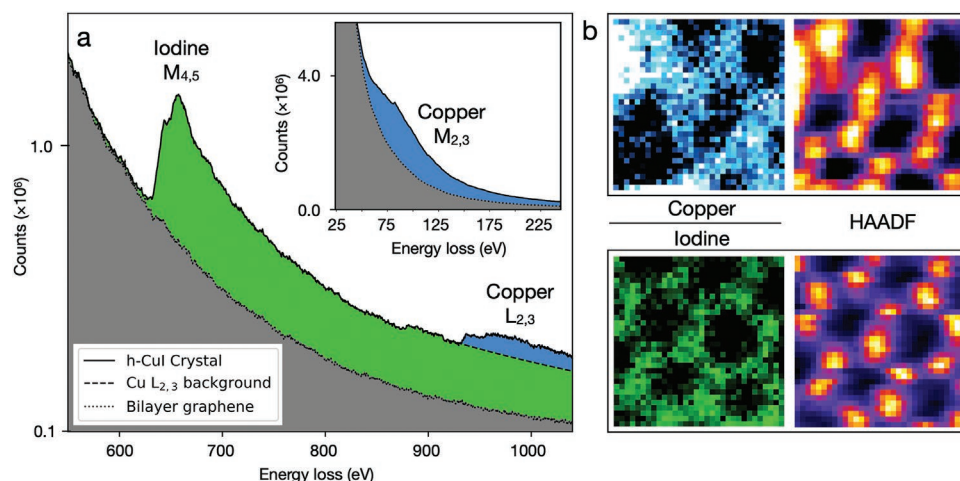 a
Iodine
M4,5
Counts (×10⁶)
1.0
0.1
600
700
800
900
1000
Energy loss (eV)
Copper
L2,3
h-CuI Crystal
Cu L2, 3 background
Bilayer graphene
Counts (×10⁶)
4.0
0.0
25
75
125
175
225
Energy loss (eV)
Copper
M2,3
b
Copper
Iodine
HAADF